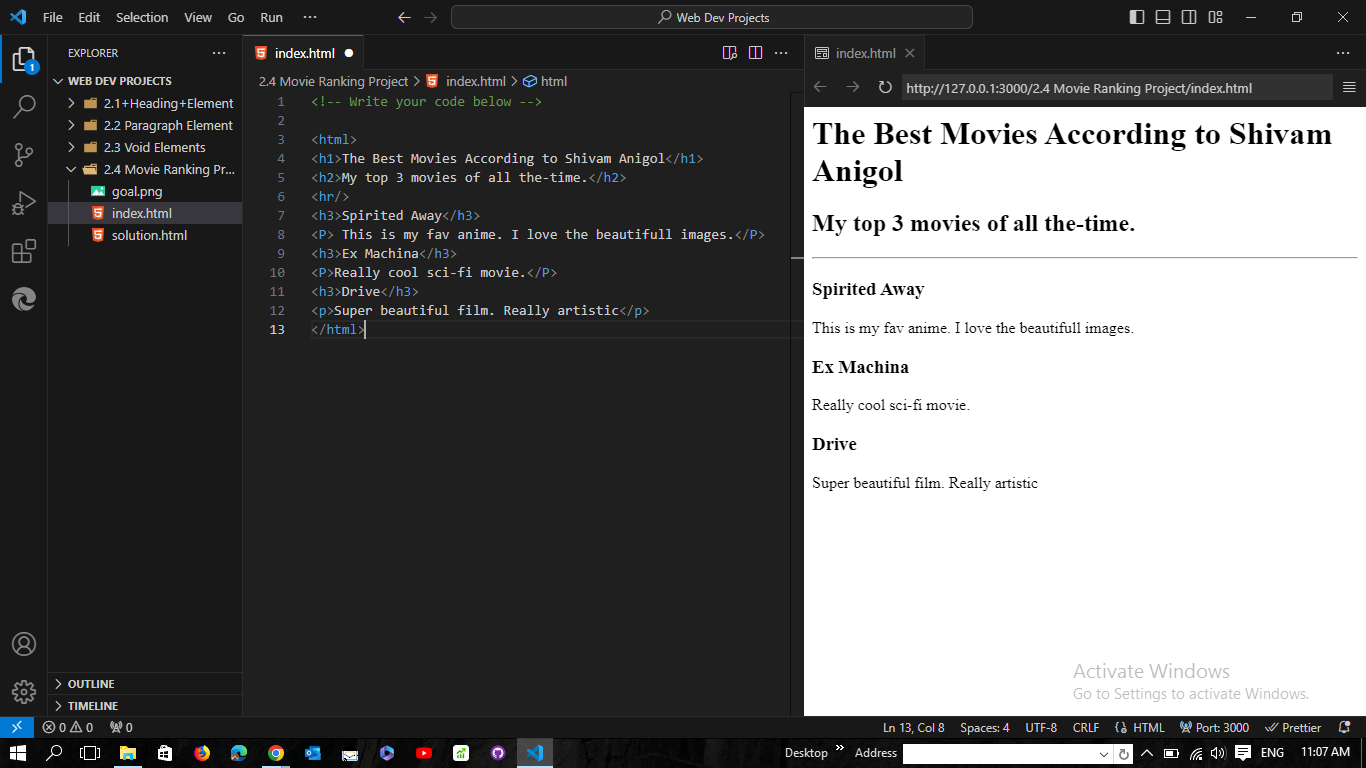 File Edit Selection View Go Run ··· Web Dev Projects
EXPLORER ···
WEB DEV PROJECTS
2.1+Heading+Element
2.2 Paragraph Element
2.3 Void Elements
2.4 Movie Ranking Pr...
goal.png
index.html
solution.html
OUTLINE
TIMELINE
1
index.html
2.4 Movie Ranking Project > index.html > html
1 <!-- Write your code below -->
2
3 <html>
4 <h1>The Best Movies According to Shivam Anigol</h1>
5 <h2>My top 3 movies of all the-time.</h2>
6 <hr/>
7 <h3>Spirited Away</h3>
8 <P> This is my fav anime. I love the beautifull images.</P>
9 <h3>Ex Machina</h3>
10 <P>Really cool sci-fi movie.</P>
11 <h3>Drive</h3>
12 <p>Super beautiful film. Really artistic</p>
13 </html>
index.html
http://127.0.0.1:3000/2.4 Movie Ranking Project/index.html
The Best Movies According to Shivam
Anigol
My top 3 movies of all the-time.
Spirited Away
This is my fav anime. I love the beautifull images.
Ex Machina
Really cool sci-fi movie.
Drive
Super beautiful film. Really artistic
Activate Windows
Go to Settings to activate Windows.
0 0 0 Ln 13, Col 8 Spaces: 4 UTF-8 CRLF HTML Port: 3000 Prettier
Desktop » Address ENG 11:07 AM